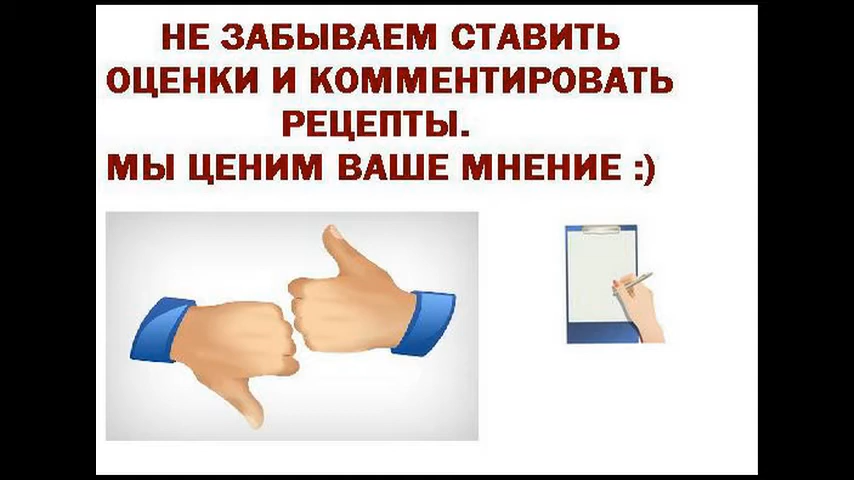 НЕ ЗАБЫВАЕМ СТАВИТЬ
ОЦЕНКИ И КОММЕНТИРОВАТЬ
РЕЦЕПТЫ.
МЫ ЦЕНИМ ВАШЕ МНЕНИЕ :)